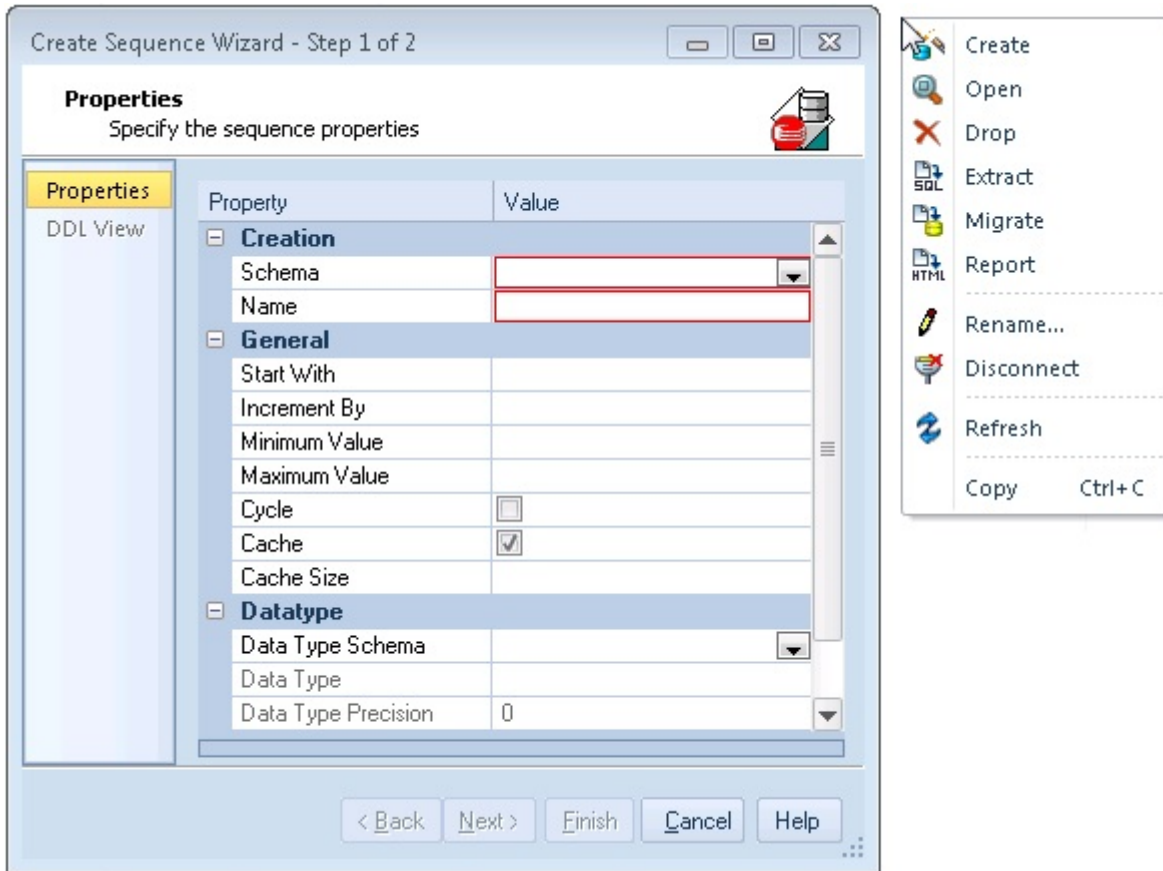 Create Sequence Wizard - Step 1 of 2
Properties
Specify the sequence properties
Properties
DDL View
Property Value
Creation
Schema
Name
General
Start With
Increment By
Minimum Value
Maximum Value
Cycle
Cache
Cache Size
Datatype
Data Type Schema
Data Type
Data Type Precision 0
< Back Next > Finish Cancel Help
Create
Open
Drop
SQL Extract
Migrate
HTML Report
Rename...
Disconnect
Refresh
Copy Ctrl+C